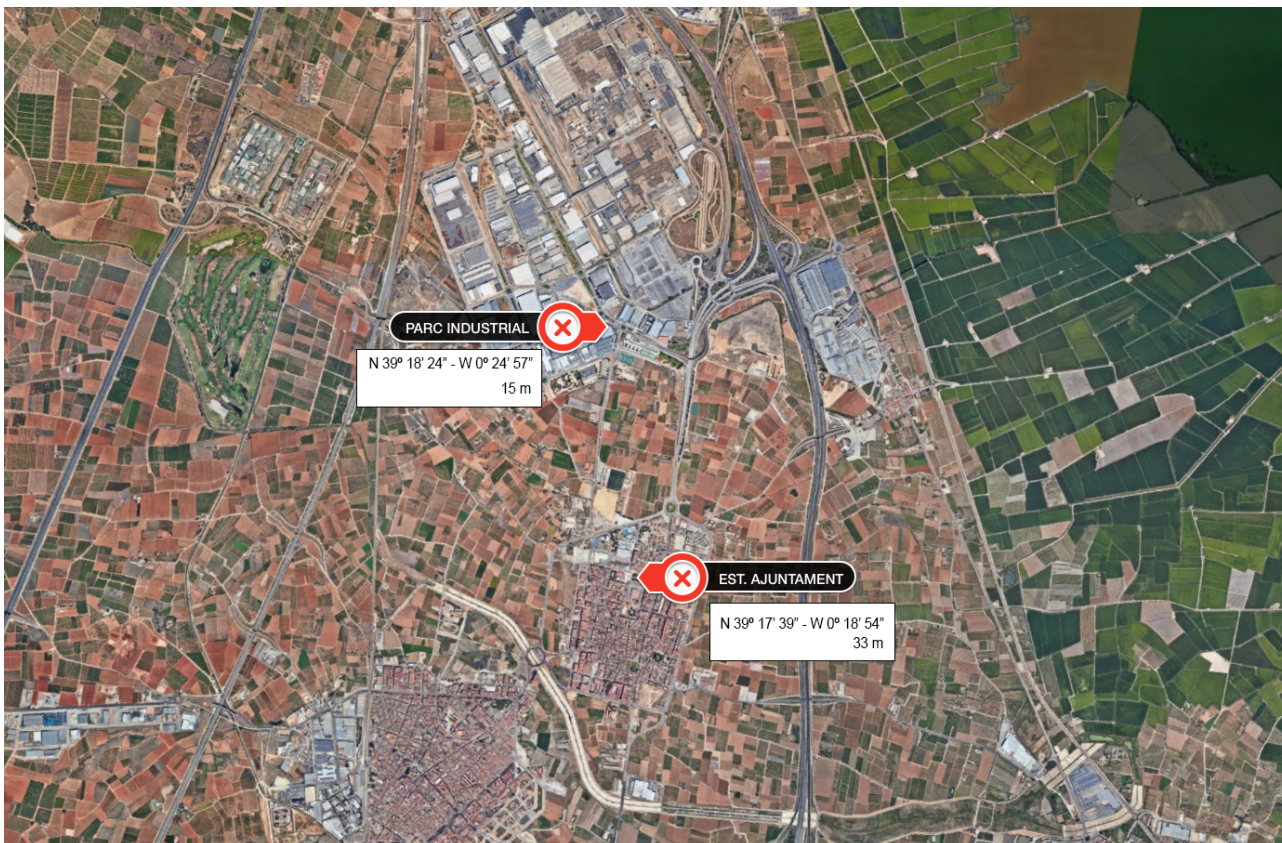 PARC INDUSTRIAL
N 39º 18’ 24” - W 0º 24’ 57”
15 m
EST. AJUNTAMENT
N 39º 17’ 39” - W 0º 18’ 54”
33 m